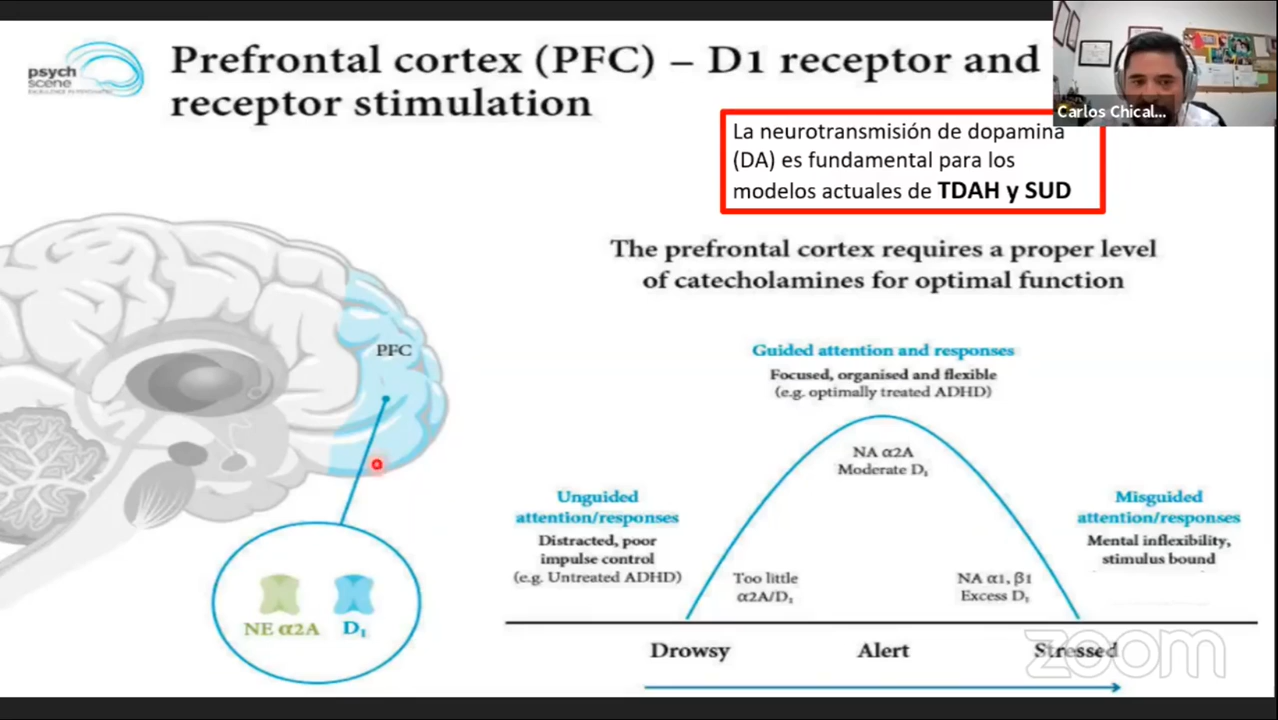 psych
scene
Prefrontal cortex (PFC) – D1 receptor and
receptor stimulation
Carlos Chical...
La neurotransmisión de dopamina
(DA) es fundamental para los
modelos actuales de TDAH y SUD
The prefrontal cortex requires a proper level
of catecholamines for optimal function
PFC
Guided attention and responses
Focused, organised and flexible
(e.g. optimally treated ADHD)
NA α2A
Moderate D₁
Unguided
attention/responses
Distracted, poor
impulse control
(e.g. Untreated ADHD)
Misguided
attention/responses
Mental inflexibility,
stimulus bound
Too little
α2A/D₁
NA α1, β1
Excess D₁
NE α2A
D₁
Drowsy
Alert
Stressed
zoom